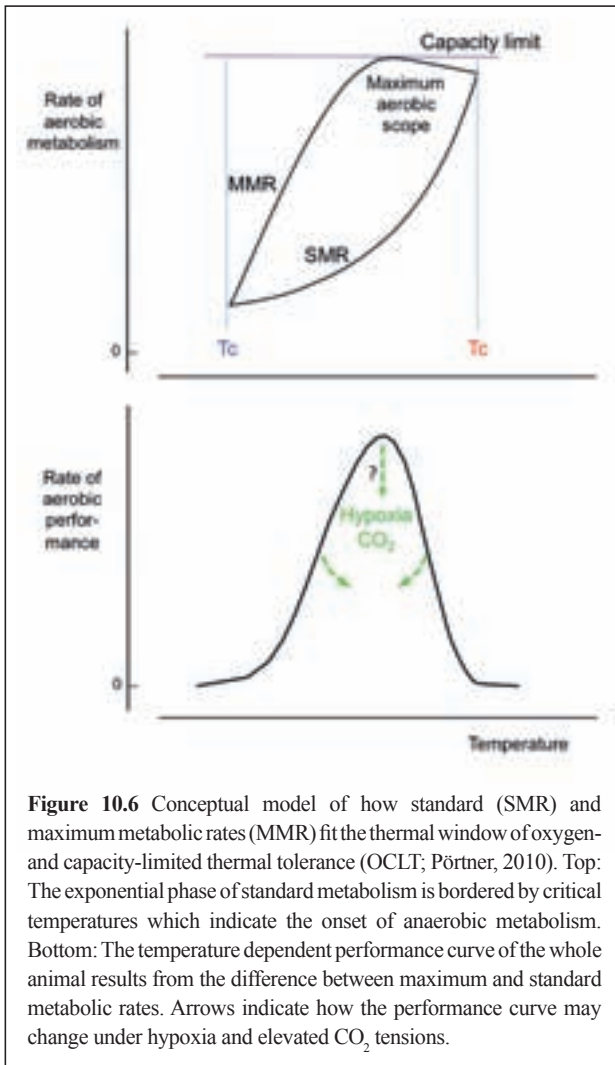 Capacity limit
Rate of
aerobic
metabolism
Maximum
aerobic
scope
MMR
SMR
0
Tc
Tc
Rate of
aerobic
perfor-
mance
?
Hypoxia
CO₂
0
Temperature
Figure 10.6 Conceptual model of how standard (SMR) and
maximum metabolic rates (MMR) fit the thermal window of oxygen-
and capacity-limited thermal tolerance (OCLT; Pörtner, 2010). Top:
The exponential phase of standard metabolism is bordered by critical
temperatures which indicate the onset of anaerobic metabolism.
Bottom: The temperature dependent performance curve of the whole
animal results from the difference between maximum and standard
metabolic rates. Arrows indicate how the performance curve may
change under hypoxia and elevated CO₂ tensions.